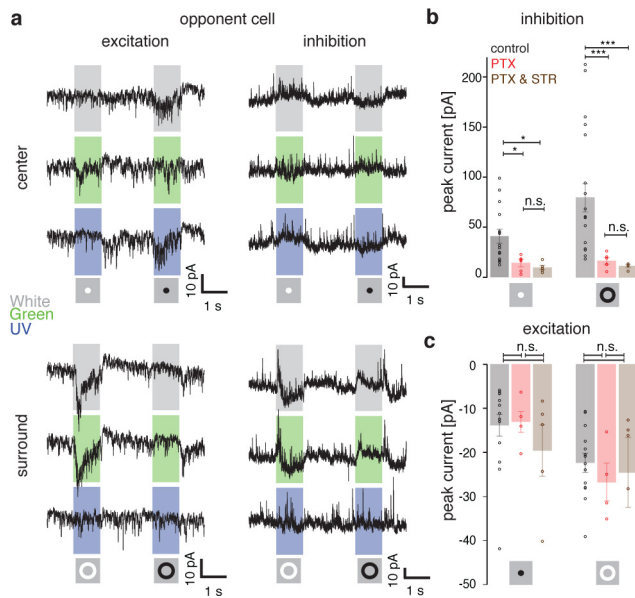 a
opponent cell
excitation
inhibition
center
10 pA
1 s
10 pA
1 s
White
Green
UV
surround
10 pA
1 s
10 pA
1 s
b
inhibition
control
PTX
PTX & STR
***
***
*
*
n.s.
n.s.
peak current [pA]
200
150
100
50
0
c
excitation
n.s.
n.s.
peak current [pA]
0
-10
-20
-30
-40
-50